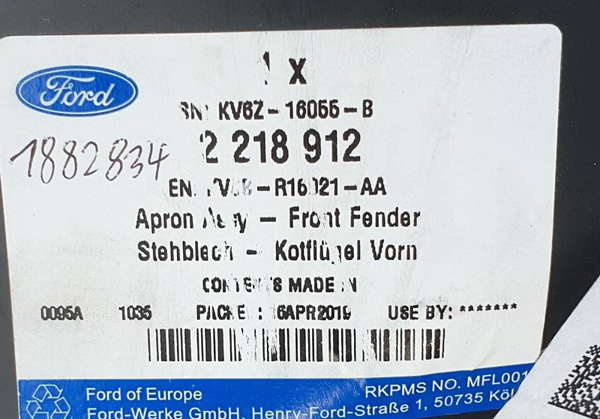 1 X
Ford
SN: KV6Z-16055-B
1882834
2 218 912
R16021-AA
Apron Assy - Front Fender
Stehblech - Kotflügel Vorn
CONTENTS MADE IN
0095A 1035 PACKED: 16APR2019 USE BY: *******
Ford of Europe RKPMS NO. MFL001
Ford-Werke GmbH, Henry-Ford-Straße 1, 50735